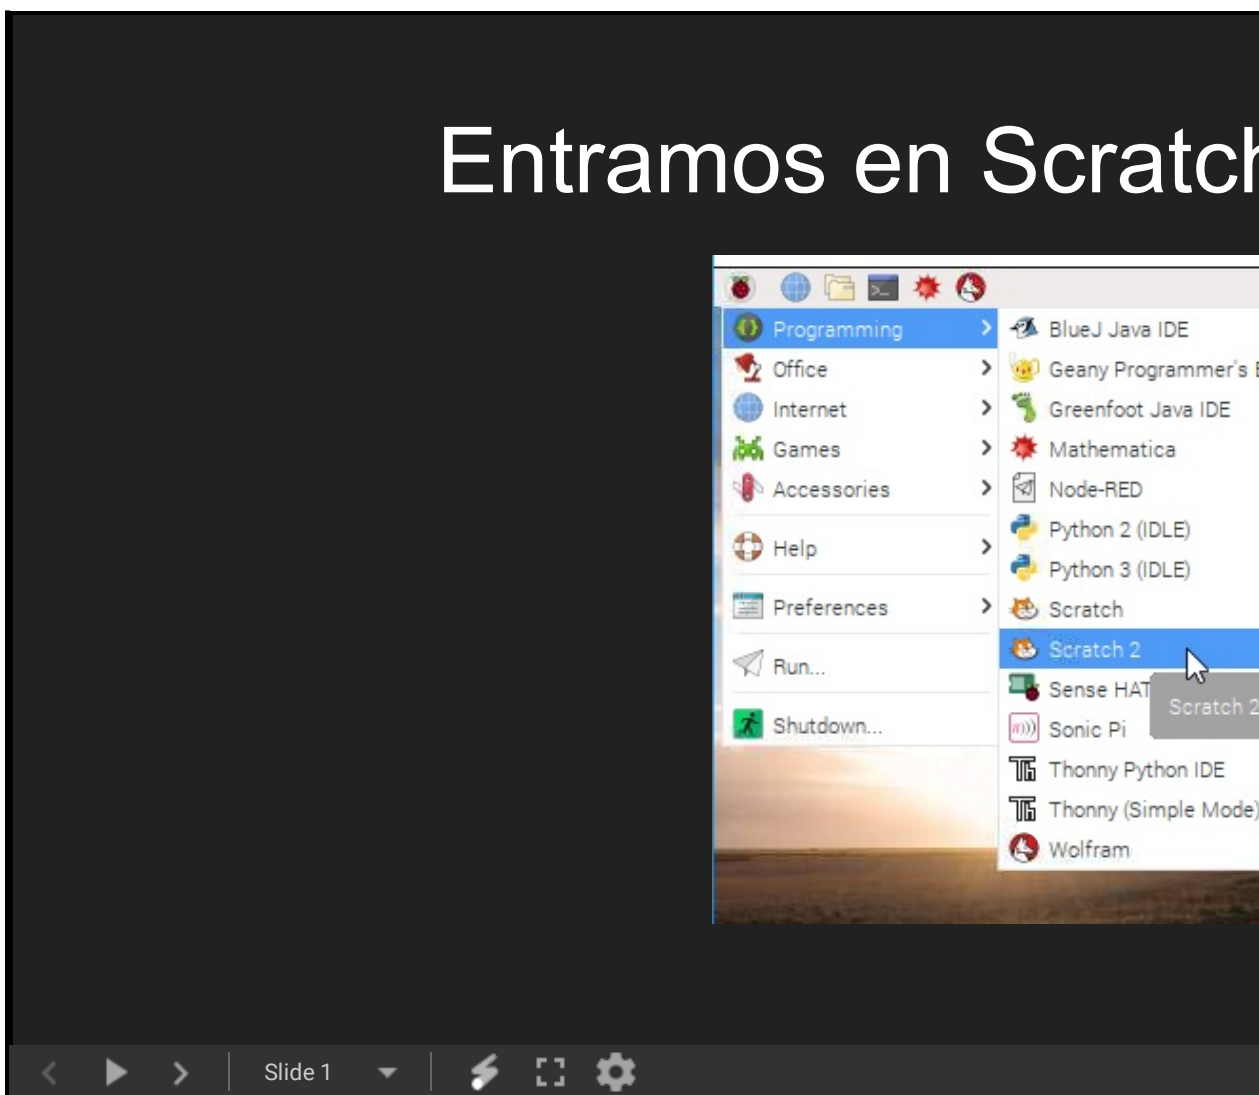 Entramos en Scratch
Programming
Office
Internet
Games
Accessories
Help
Preferences
Run...
Shutdown...
BlueJ Java IDE
Geany Programmer's E
Greenfoot Java IDE
Mathematica
Node-RED
Python 2 (IDLE)
Python 3 (IDLE)
Scratch
Scratch 2
Sense HAT
Scratch 2
Sonic Pi
Thonny Python IDE
Thonny (Simple Mode)
Wolfram
Slide 1